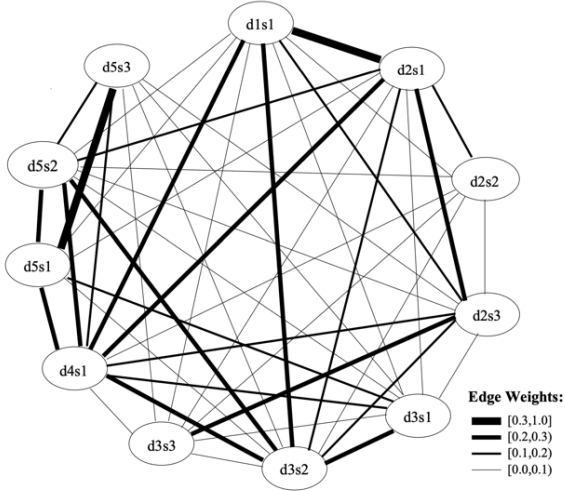 d1s1
d5s3
d2s1
d5s2
d2s2
d5s1
d2s3
d4s1
d3s1
d3s3
d3s2
Edge Weights:
[0.3,1.0]
[0.2,0.3)
[0.1,0.2)
[0.0,0.1)